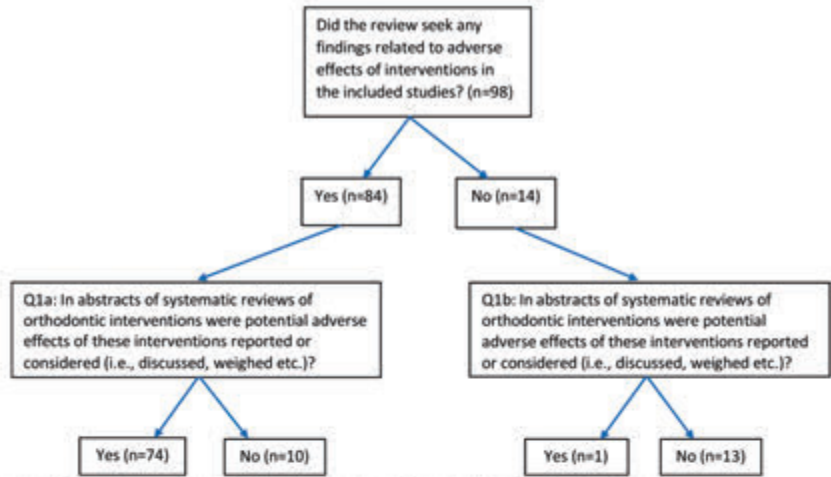 Did the review seek any
findings related to adverse
effects of interventions in
the included studies? (n=98)
Yes (n=84)
No (n=14)
Q1a: In abstracts of systematic reviews of
orthodontic interventions were potential adverse
effects of these interventions reported or
considered (i.e., discussed, weighed etc.)?
Q1b: In abstracts of systematic reviews of
orthodontic interventions were potential
adverse effects of these interventions reported
or considered (i.e., discussed, weighed etc.)?
Yes (n=74)
No (n=10)
Yes (n=1)
No (n=13)